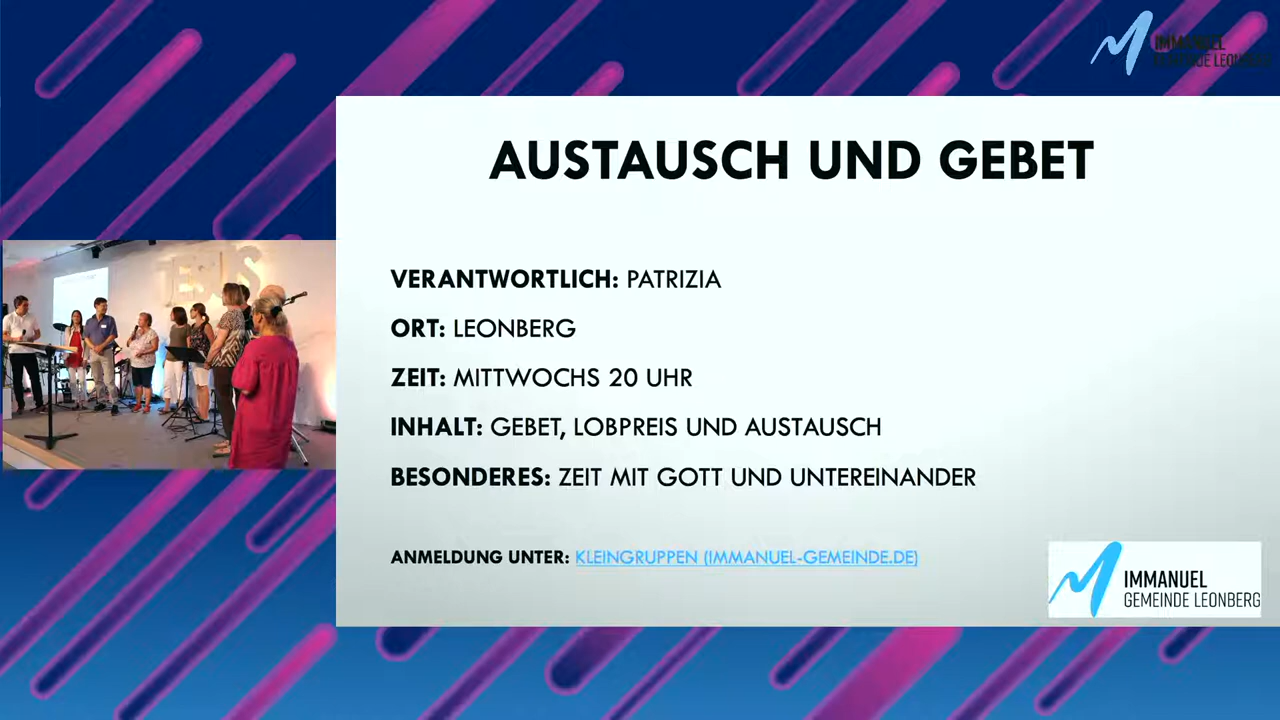 IMMANUEL
GEMEINDE LEONBERG
AUSTAUSCH UND GEBET
JESUS
VERANTWORTLICH: PATRIZIA
ORT: LEONBERG
ZEIT: MITTWOCHS 20 UHR
INHALT: GEBET, LOBPREIS UND AUSTAUSCH
BESONDERES: ZEIT MIT GOTT UND UNTEREINANDER
ANMELDUNG UNTER: KLEINGRUPPEN (IMMANUEL-GEMEINDE.DE)
IMMANUEL
GEMEINDE LEONBERG